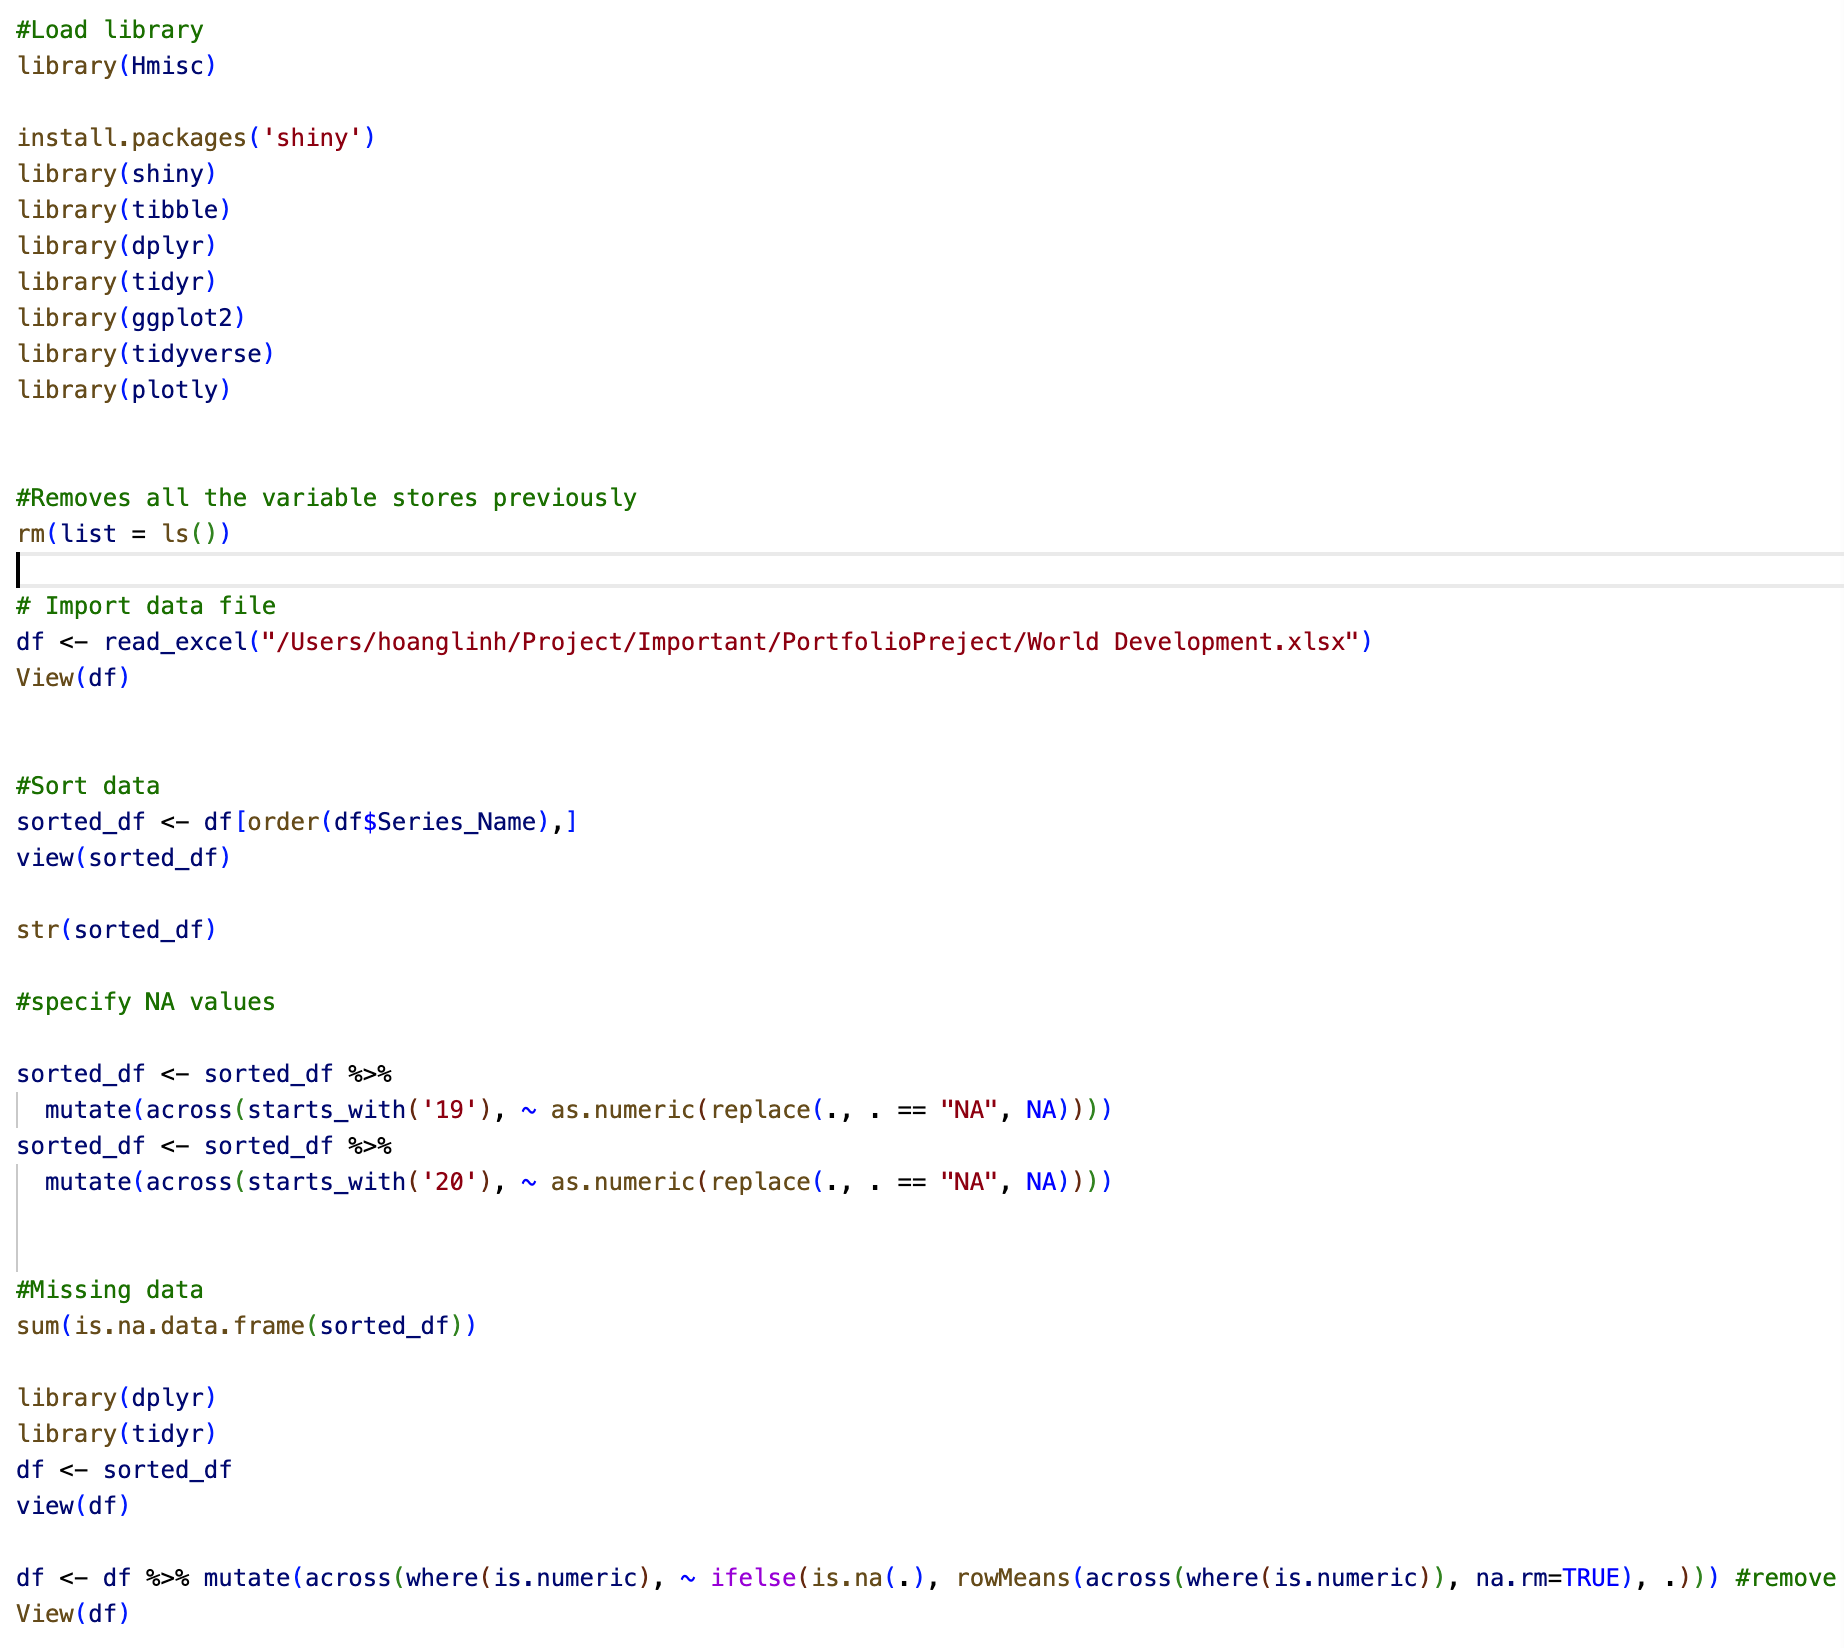 #Load library
library(Hmisc)
install.packages('shiny')
library(shiny)
library(tibble)
library(dplyr)
library(tidyr)
library(ggplot2)
library(tidyverse)
library(plotly)
#Removes all the variable stores previously
rm(list = ls())
# Import data file
df <- read_excel("/Users/hoanglinh/Project/Important/PortfolioPreject/World Development.xlsx")
View(df)
#Sort data
sorted_df <- df[order(df$Series_Name),]
view(sorted_df)
str(sorted_df)
#specify NA values
sorted_df <- sorted_df %>%
mutate(across(starts_with('19'), ~ as.numeric(replace(., . == "NA", NA))))
sorted_df <- sorted_df %>%
mutate(across(starts_with('20'), ~ as.numeric(replace(., . == "NA", NA))))
#Missing data
sum(is.na.data.frame(sorted_df))
library(dplyr)
library(tidyr)
df <- sorted_df
view(df)
df <- df %>% mutate(across(where(is.numeric), ~ ifelse(is.na(.), rowMeans(across(where(is.numeric)), na.rm=TRUE), .))) #remove
View(df)